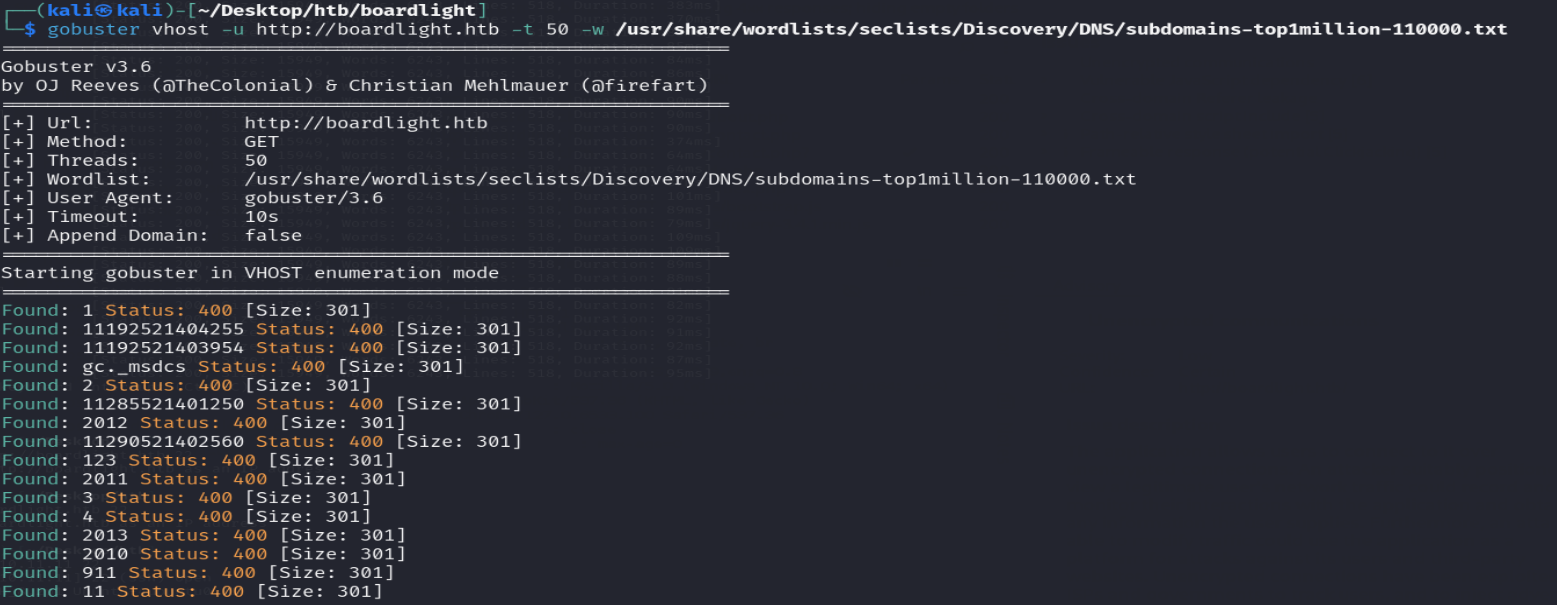 ┌──(kali㉿kali)-[~/Desktop/htb/boardlight]
└─$ gobuster vhost -u http://boardlight.htb -t 50 -w /usr/share/wordlists/seclists/Discovery/DNS/subdomains-top1million-110000.txt
===============================================================
Gobuster v3.6
by OJ Reeves (@TheColonial) & Christian Mehlmauer (@firefart)
===============================================================
[+] Url: http://boardlight.htb
[+] Method: GET
[+] Threads: 50
[+] Wordlist: /usr/share/wordlists/seclists/Discovery/DNS/subdomains-top1million-110000.txt
[+] User Agent: gobuster/3.6
[+] Timeout: 10s
[+] Append Domain: false
===============================================================
Starting gobuster in VHOST enumeration mode
===============================================================
Found: 1 Status: 400 [Size: 301]
Found: 11192521404255 Status: 400 [Size: 301]
Found: 11192521403954 Status: 400 [Size: 301]
Found: gc._msdcs Status: 400 [Size: 301]
Found: 2 Status: 400 [Size: 301]
Found: 11285521401250 Status: 400 [Size: 301]
Found: 2012 Status: 400 [Size: 301]
Found: 11290521402560 Status: 400 [Size: 301]
Found: 123 Status: 400 [Size: 301]
Found: 2011 Status: 400 [Size: 301]
Found: 3 Status: 400 [Size: 301]
Found: 4 Status: 400 [Size: 301]
Found: 2013 Status: 400 [Size: 301]
Found: 2010 Status: 400 [Size: 301]
Found: 911 Status: 400 [Size: 301]
Found: 11 Status: 400 [Size: 301]